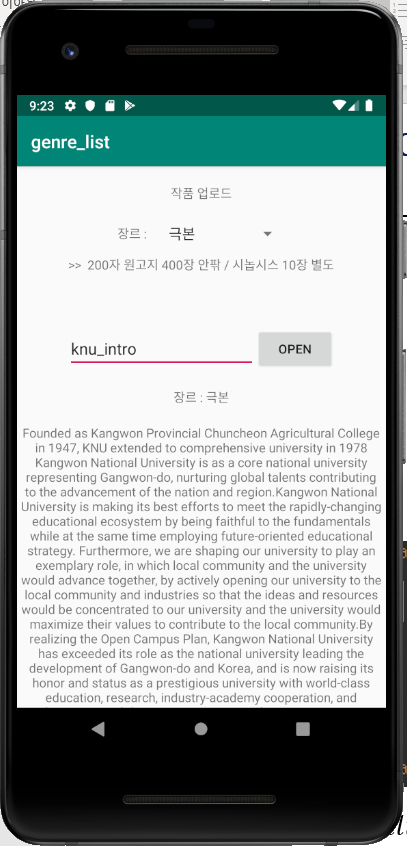 9:23
genre_list
작품 업로드
장르 : 극본
>> 200자 원고지 400장 안팎 / 시놉시스 10장 별도
knu_intro OPEN
장르 : 극본
Founded as Kangwon Provincial Chuncheon Agricultural College
in 1947, KNU extended to comprehensive university in 1978
Kangwon National University is as a core national university
representing Gangwon-do, nurturing global talents contributing
to the advancement of the nation and region.Kangwon National
University is making its best efforts to meet the rapidly-changing
educational ecosystem by being faithful to the fundamentals
while at the same time employing future-oriented educational
strategy. Furthermore, we are shaping our university to play an
exemplary role, in which local community and the university
would advance together, by actively opening our university to the
local community and industries so that the ideas and resources
would be concentrated to our university and the university would
maximize their values to contribute to the local community.By
realizing the Open Campus Plan, Kangwon National University
has exceeded its role as the national university leading the
development of Gangwon-do and Korea, and is now raising its
honor and status as a prestigious university with world-class
education, research, industry-academy cooperation, and